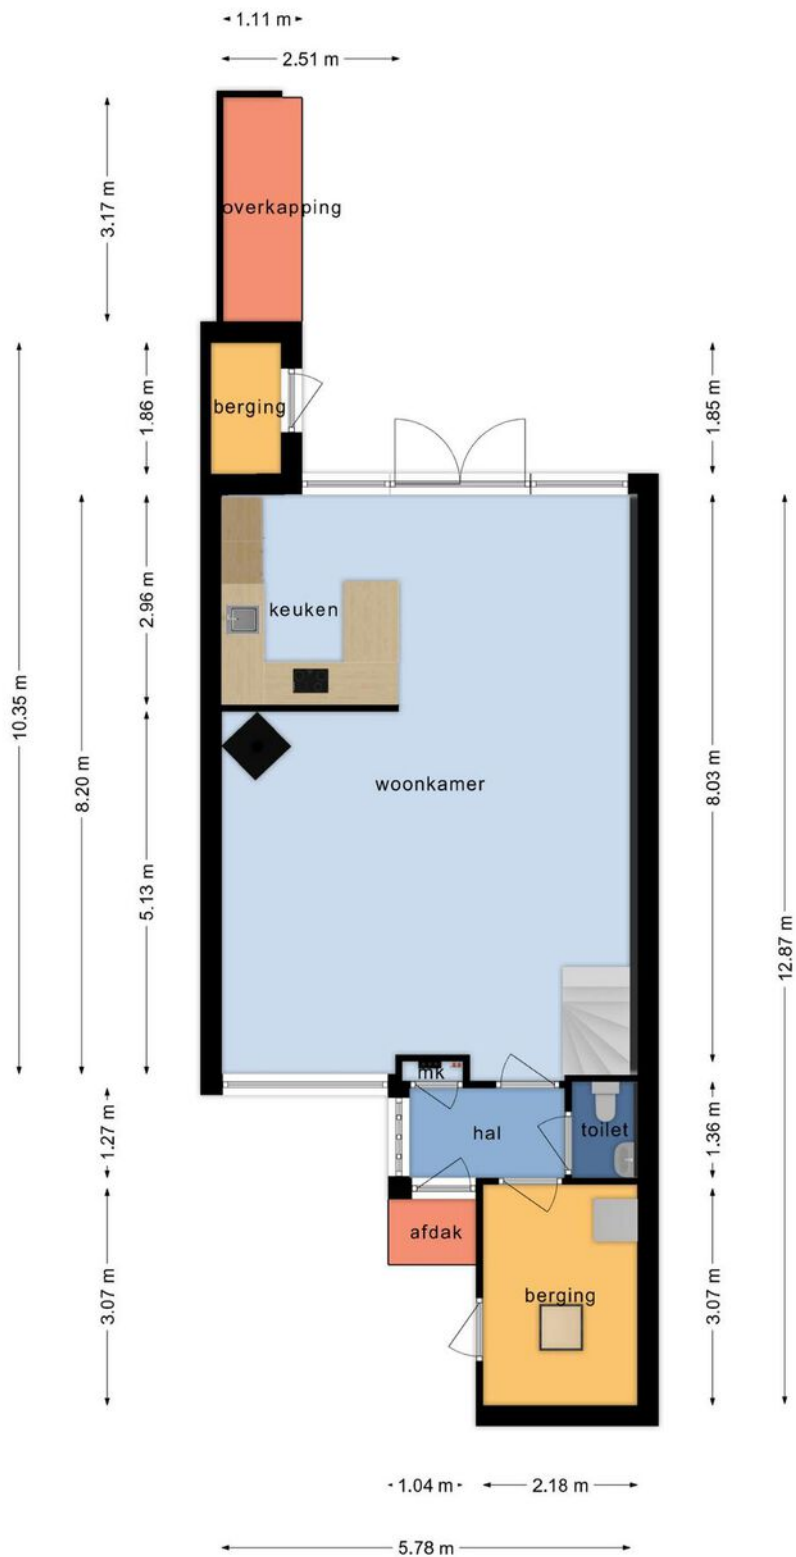 1.11 m
2.51 m
3.17 m
overkapping
1.86 m
berging
1.85 m
2.96 m
keuken
10.35 m
8.20 m
woonkamer
8.03 m
5.13 m
12.87 m
mk
1.27 m
hal
toilet
1.36 m
afdak
3.07 m
berging
3.07 m
1.04 m
2.18 m
5.78 m